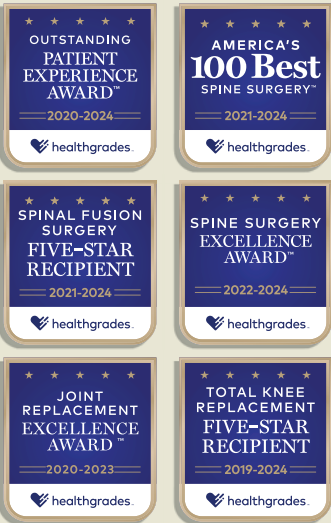 OUTSTANDING
PATIENT
EXPERIENCE
AWARD™
2020-2024
healthgrades.
AMERICA'S
100 Best
SPINE SURGERY™
2021-2024
healthgrades.
SPINAL FUSION
SURGERY
FIVE-STAR
RECIPIENT
2021-2024
healthgrades.
SPINE SURGERY
EXCELLENCE
AWARD™
2022-2024
healthgrades.
JOINT
REPLACEMENT
EXCELLENCE
AWARD™
2020-2023
healthgrades.
TOTAL KNEE
REPLACEMENT
FIVE-STAR
RECIPIENT
2019-2024
healthgrades.